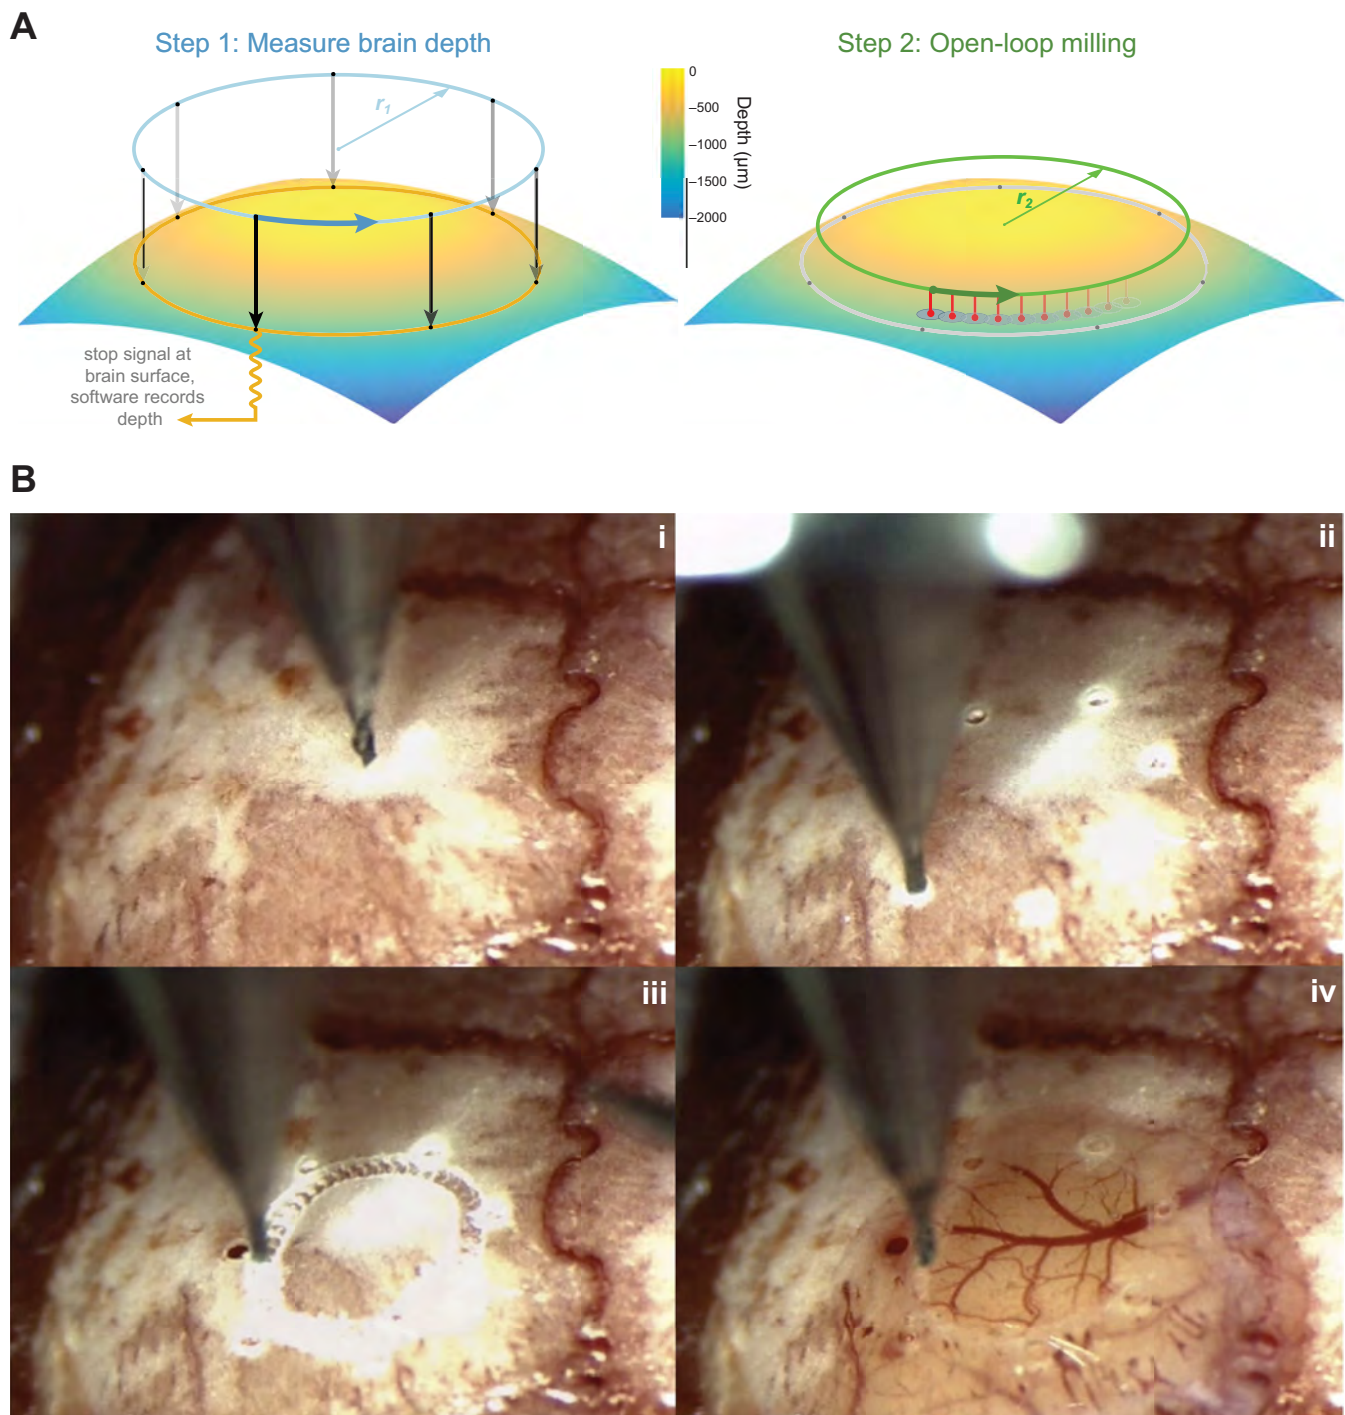 A
Step 1: Measure brain depth
Step 2: Open-loop milling
r1
0
−500
−1000
−1500
−2000
Depth (μm)
r2
stop signal at
brain surface,
software records
depth
B
i
ii
iii
iv